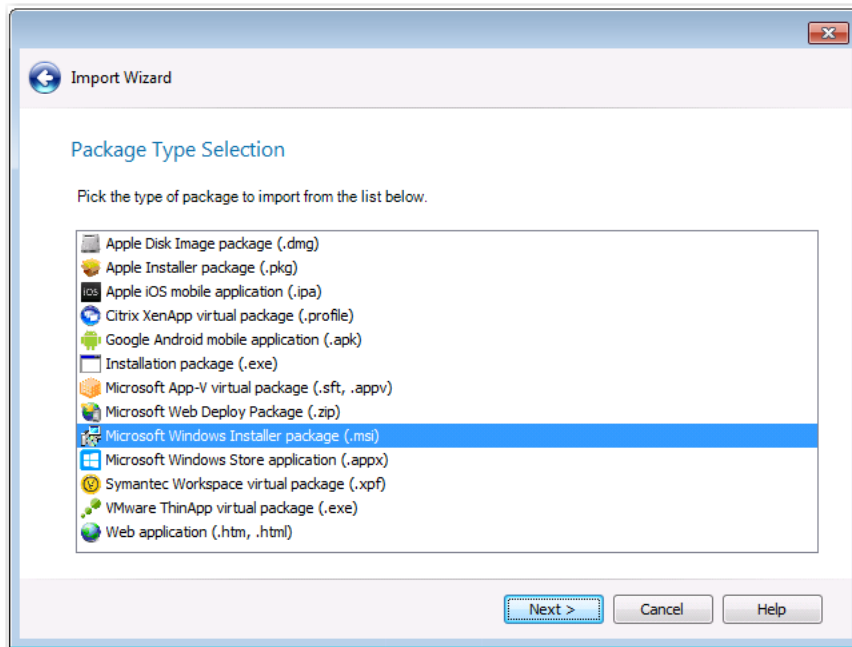 Import Wizard
Package Type Selection
Pick the type of package to import from the list below.
Apple Disk Image package (.dmg)
Apple Installer package (.pkg)
iOS Apple iOS mobile application (.ipa)
Citrix XenApp virtual package (.profile)
Google Android mobile application (.apk)
Installation package (.exe)
Microsoft App-V virtual package (.sft, .appv)
Microsoft Web Deploy Package (.zip)
Microsoft Windows Installer package (.msi)
Microsoft Windows Store application (.appx)
Symantec Workspace virtual package (.xpf)
VMware ThinApp virtual package (.exe)
Web application (.htm, .html)
Next > Cancel Help